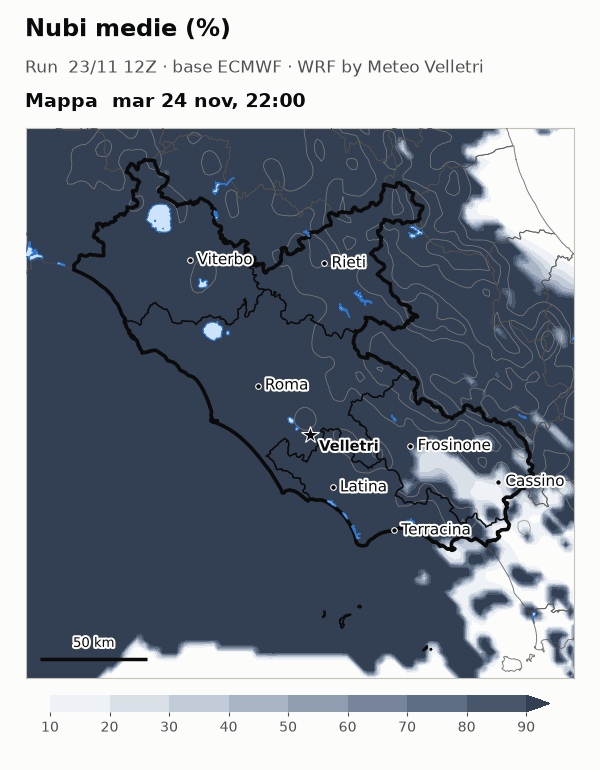 Nubi medie (%)
Run  23/11 12Z · base ECMWF · WRF by Meteo Velletri
Mappa  mar 24 nov, 22:00
Viterbo
Rieti
Roma
Velletri
Frosinone
Latina
Cassino
Terracina
50 km
10 20 30 40 50 60 70 80 90